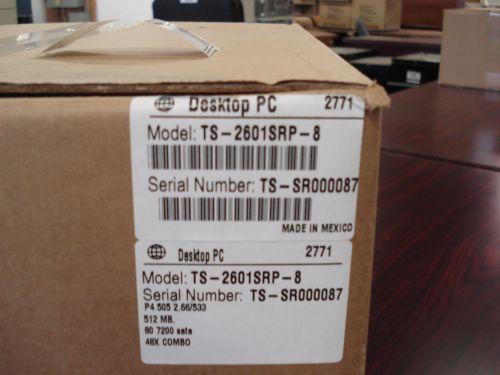 Desktop PC 2771
Model: TS-2601SRP-8
Serial Number: TS-SR000087
MADE IN MEXICO
Desktop PC 2771
Model: TS-2601SRP-8
Serial Number: TS-SR000087
P4 505 2.66/533
512 MB.
80 7200 sata
48X COMBO